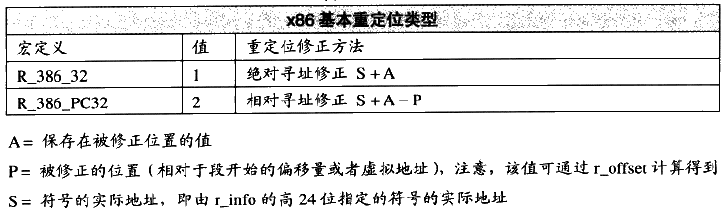 x86 基本重定位类型
宏定义 值 重定位修正方法
R_386_32 1 绝对寻址修正 S + A
R_386_PC32 2 相对寻址修正 S + A – P
A = 保存在被修正位置的值
P = 被修正的位置（相对于段开始的偏移量或者虚拟地址），注意，该值可通过 r_offset 计算得到
S = 符号的实际地址，即由 r_info 的高 24 位指定的符号的实际地址